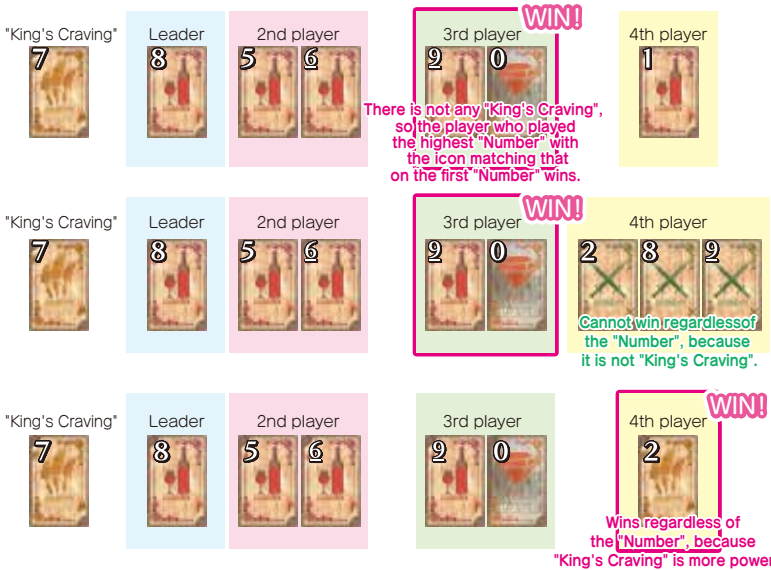 WIN!
"King's Craving" Leader 2nd player 3rd player 4th player
7 8 5 6 9 0 1
There is not any "King's Craving",
so the player who played
the highest "Number" with
the icon matching that
on the first "Number" wins.
WIN!
"King's Craving" Leader 2nd player 3rd player 4th player
7 8 5 6 9 0 2 8 9
Cannot win regardlessof
the "Number", because
it is not "King's Craving".
WIN!
"King's Craving" Leader 2nd player 3rd player 4th player
7 8 5 6 9 0 2
Wins regardless of
the "Number", because
"King's Craving" is more power